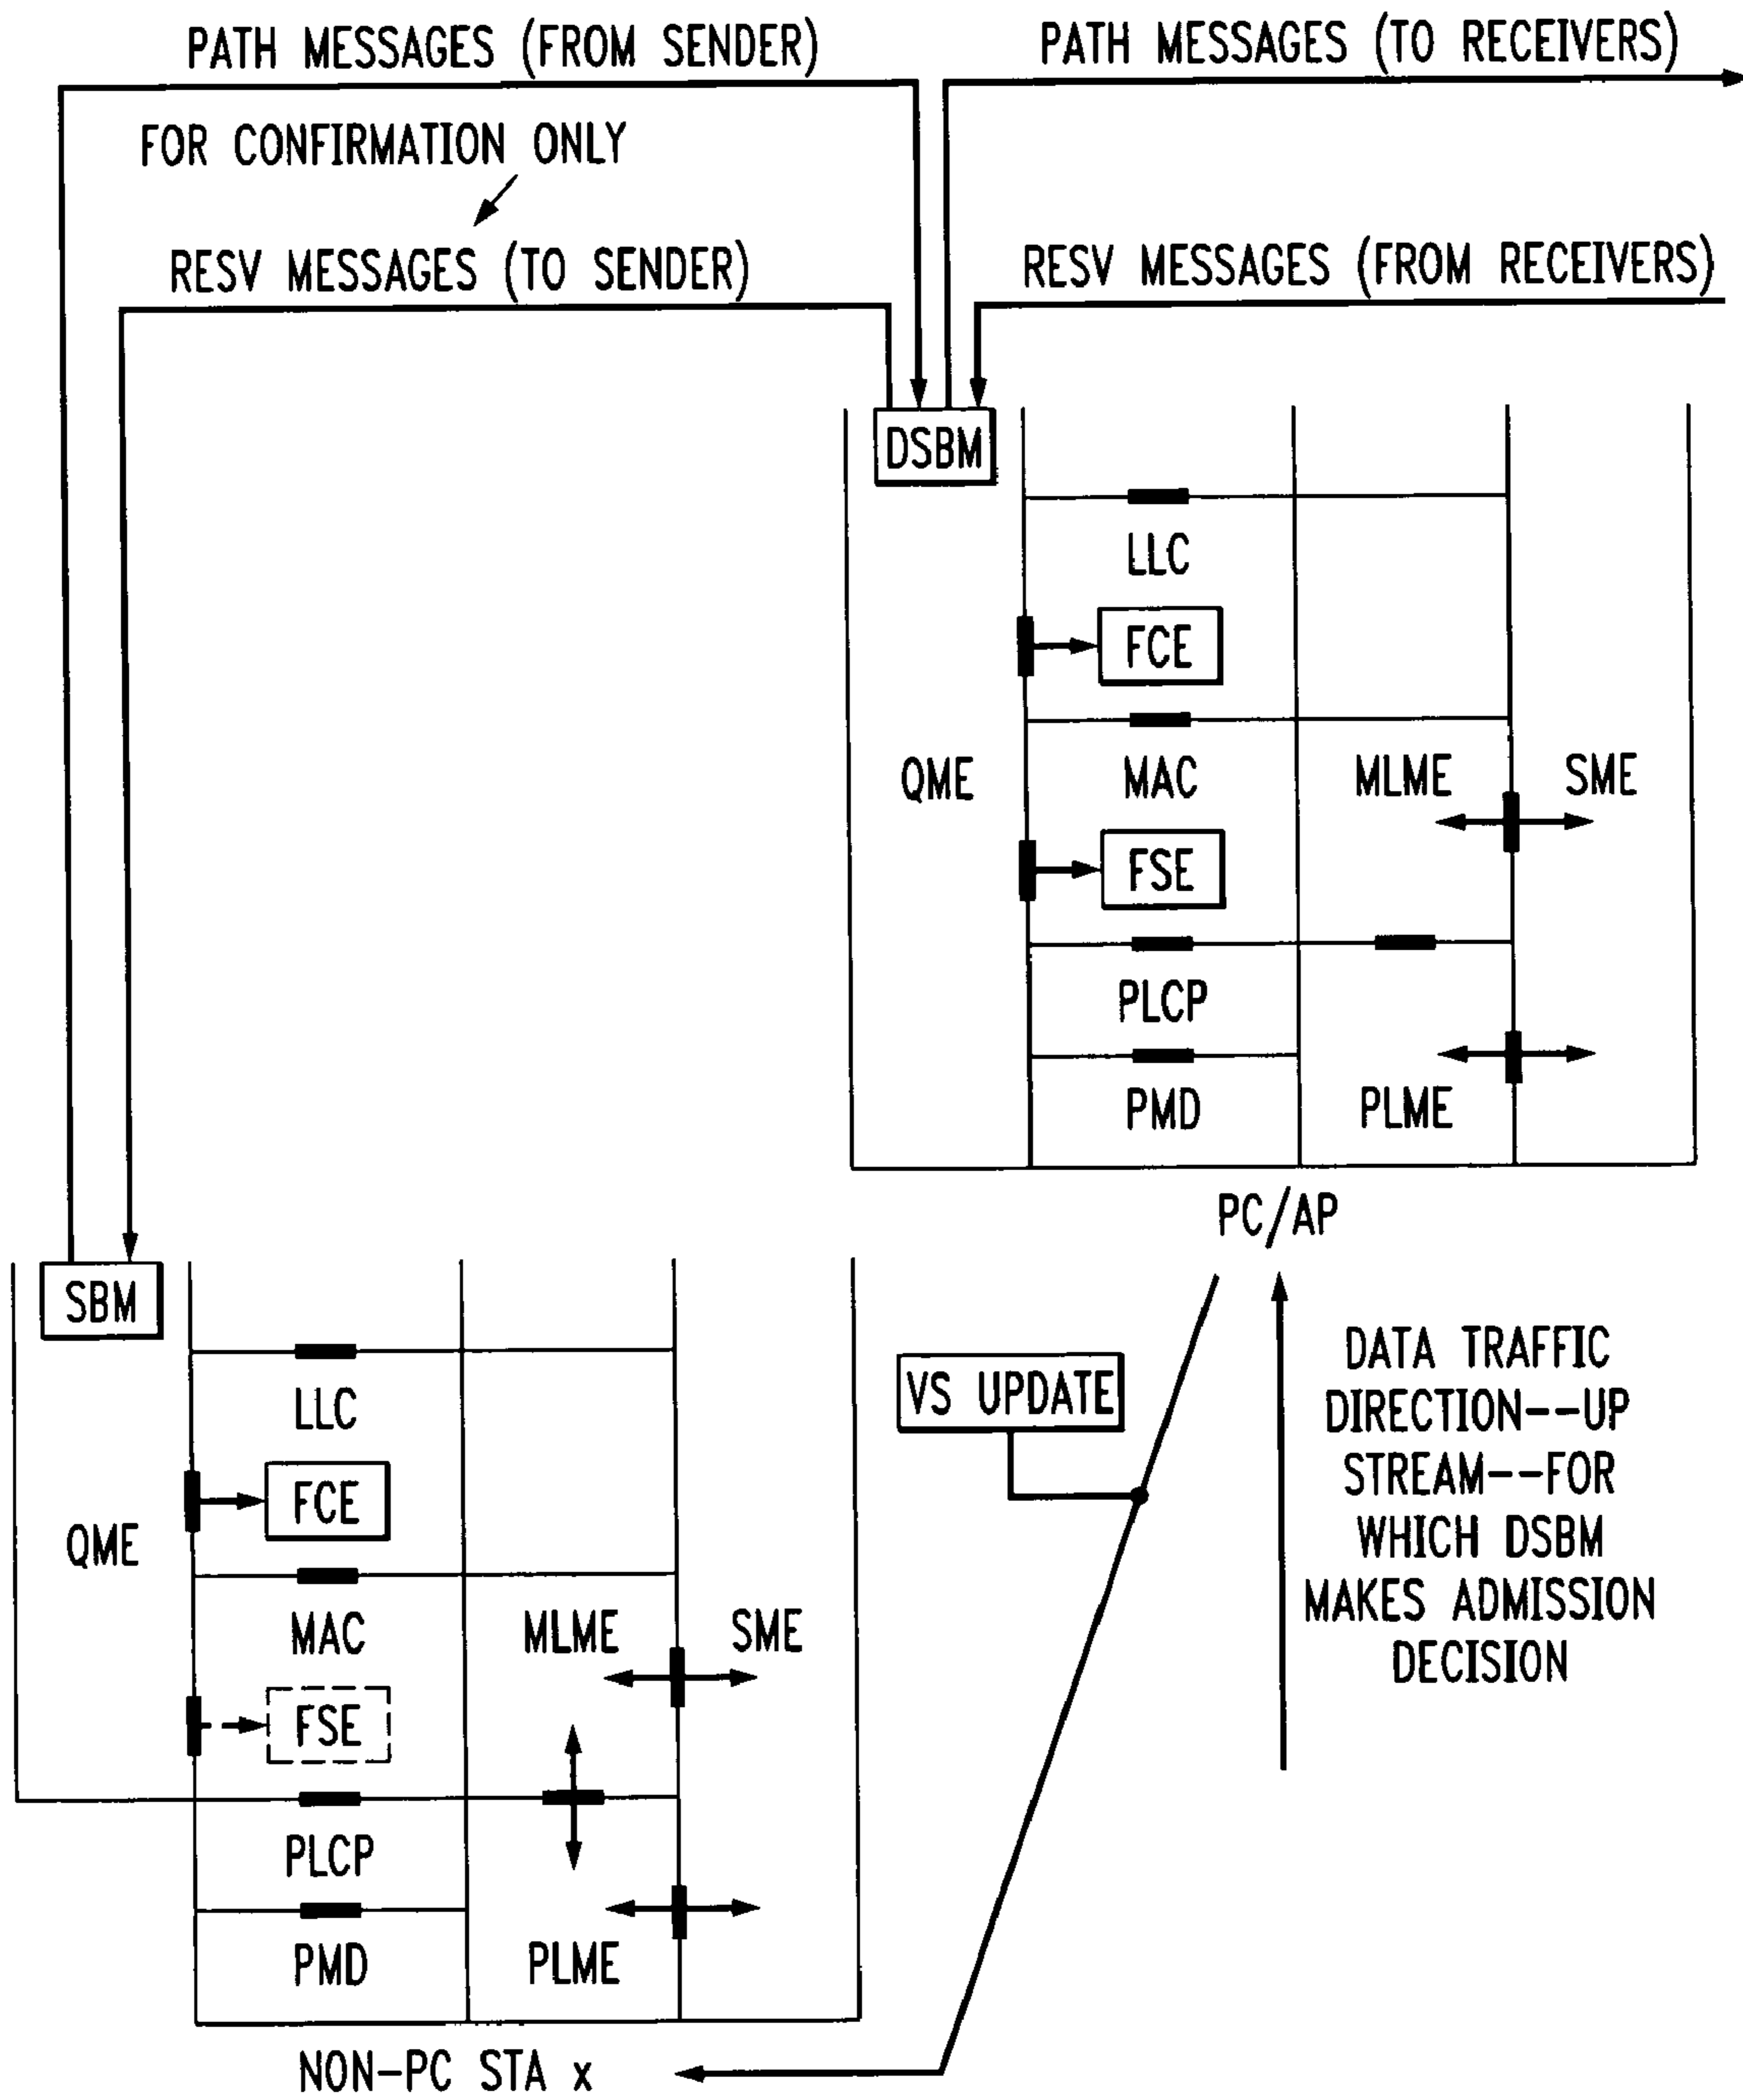 PATH MESSAGES (FROM SENDER)
PATH MESSAGES (TO RECEIVERS)
FOR CONFIRMATION ONLY
RESV MESSAGES (TO SENDER)
RESV MESSAGES (FROM RECEIVERS)
DSBM
LLC
FCE
QME
MAC
MLME
SME
FSE
PLCP
PMD
PLME
PC/AP
SBM
LLC
FCE
QME
MAC
MLME
SME
FSE
PLCP
PMD
PLME
NON-PC STA x
VS UPDATE
DATA TRAFFIC
DIRECTION--UP
STREAM--FOR
WHICH DSBM
MAKES ADMISSION
DECISION